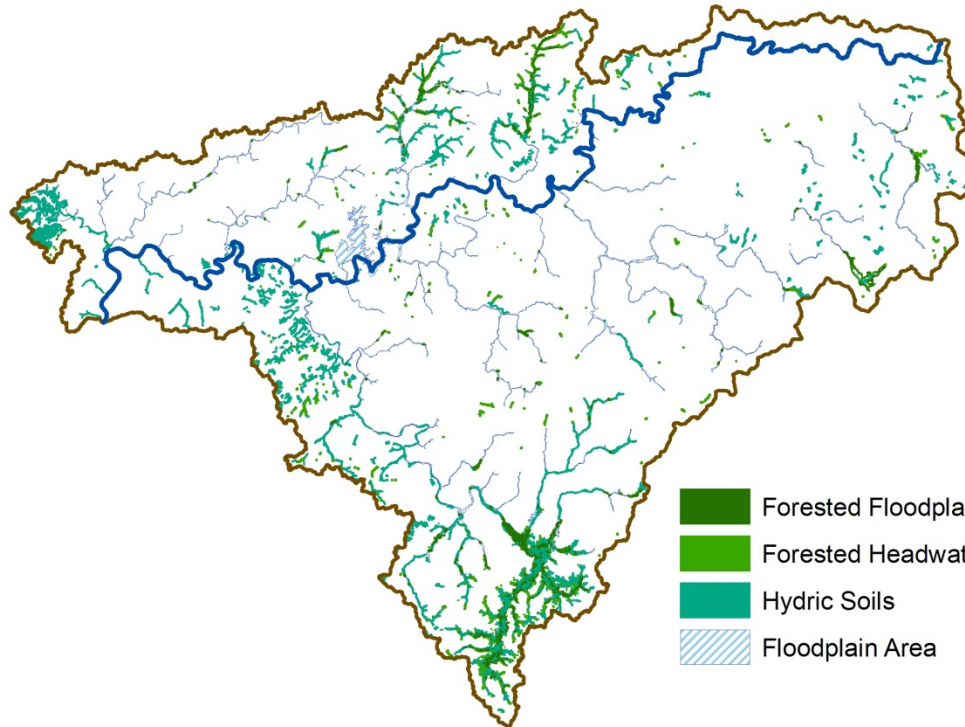 Forested Floodpla
Forested Headwat
Hydric Soils
Floodplain Area